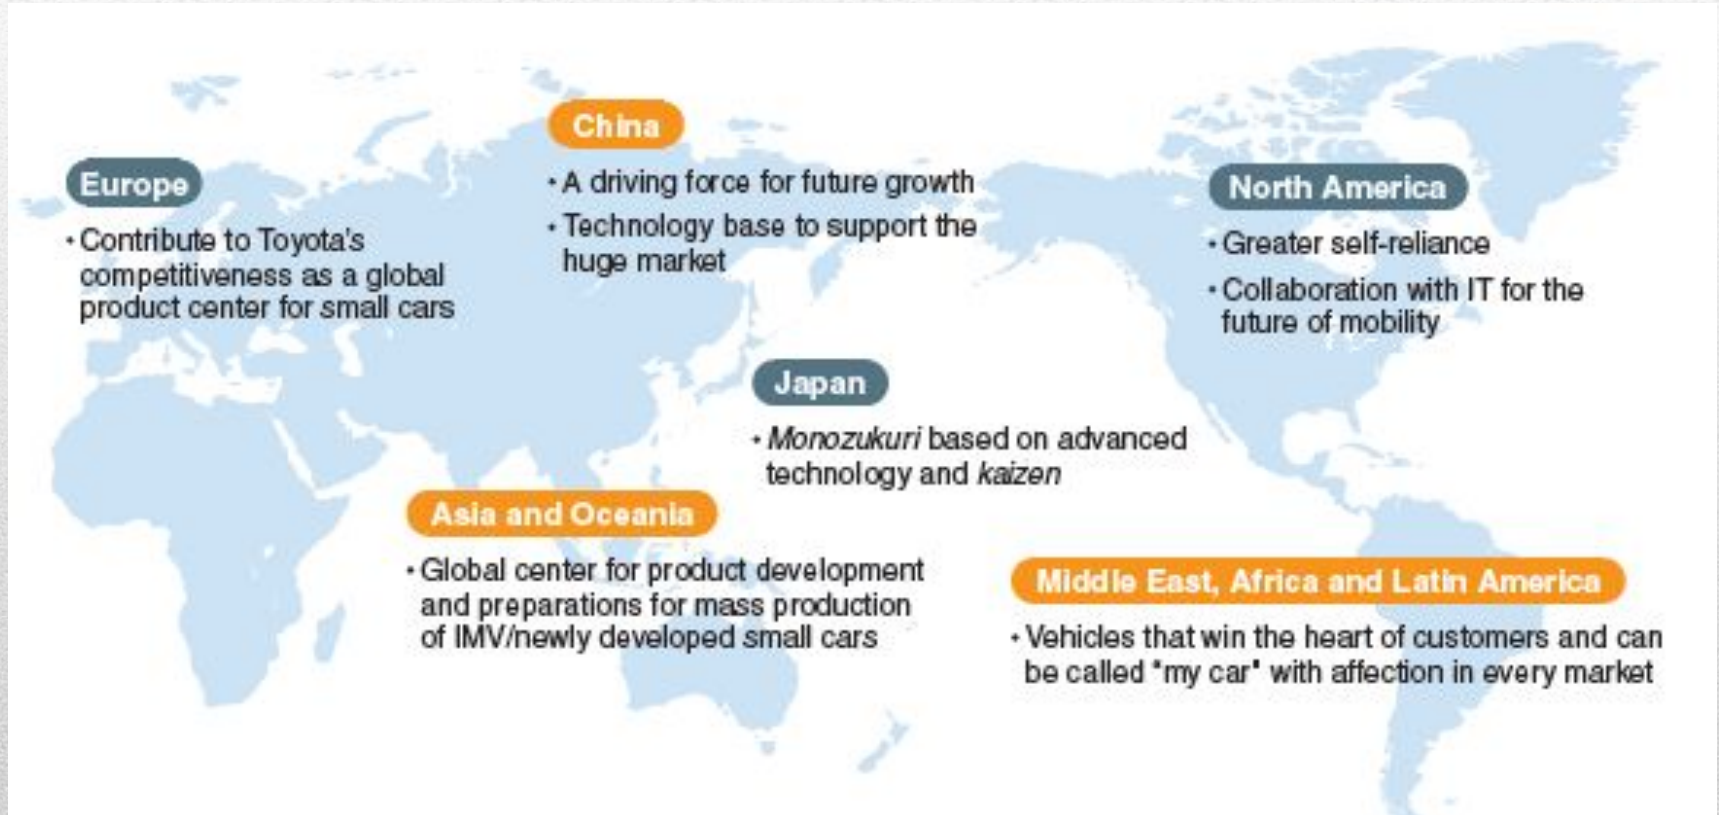 China
• A driving force for future growth
• Technology base to support the
huge market
Europe
• Contribute to Toyota's
competitiveness as a global
product center for small cars
North America
• Greater self-reliance
• Collaboration with IT for the
future of mobility
Japan
• Monozukuri based on advanced
technology and kaizen
Asia and Oceania
• Global center for product development
and preparations for mass production
of IMV/newly developed small cars
Middle East, Africa and Latin America
• Vehicles that win the heart of customers and can
be called "my car" with affection in every market